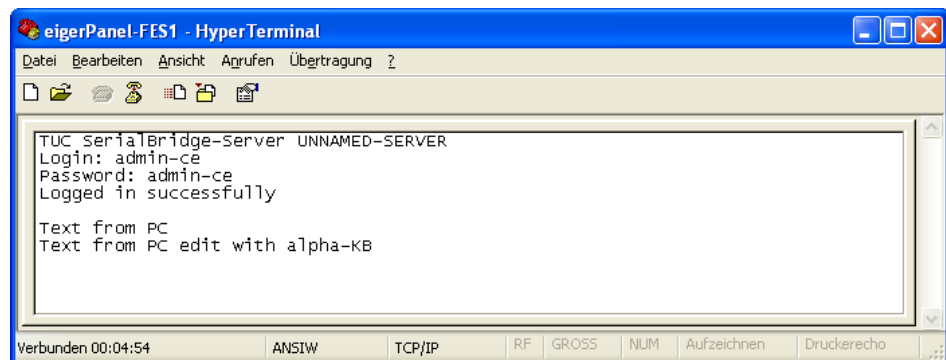 eigerPanel-FES1 - HyperTerminal
Datei Bearbeiten Ansicht Anrufen Übertragung ?
TUC SerialBridge-Server UNNAMED-SERVER
Login: admin-ce
Password: admin-ce
Logged in successfully
Text from PC
Text from PC edit with alpha-KB
Verbunden 00:04:54 ANSIW TCP/IP RF GROSS NUM Aufzeichnen Druckerecho